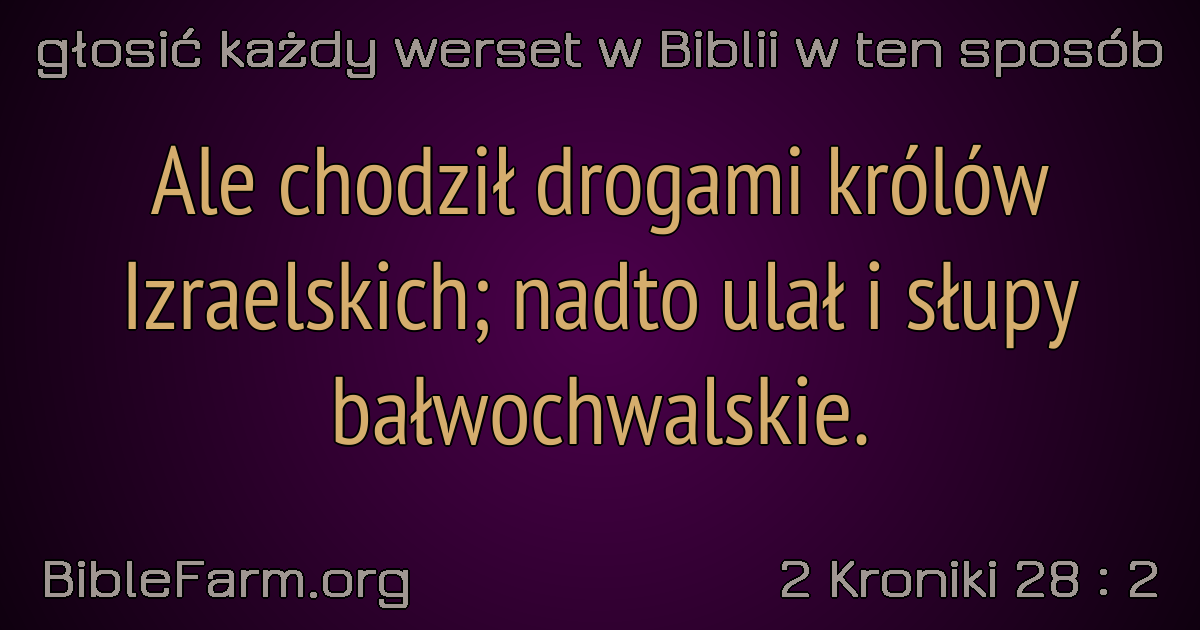 głosić każdy werset w Biblii w ten sposób
Ale chodził drogami królów
Izraelskich; nadto ulał i słupy
bałwochwalskie.
BibleFarm.org
2 Kroniki 28 : 2